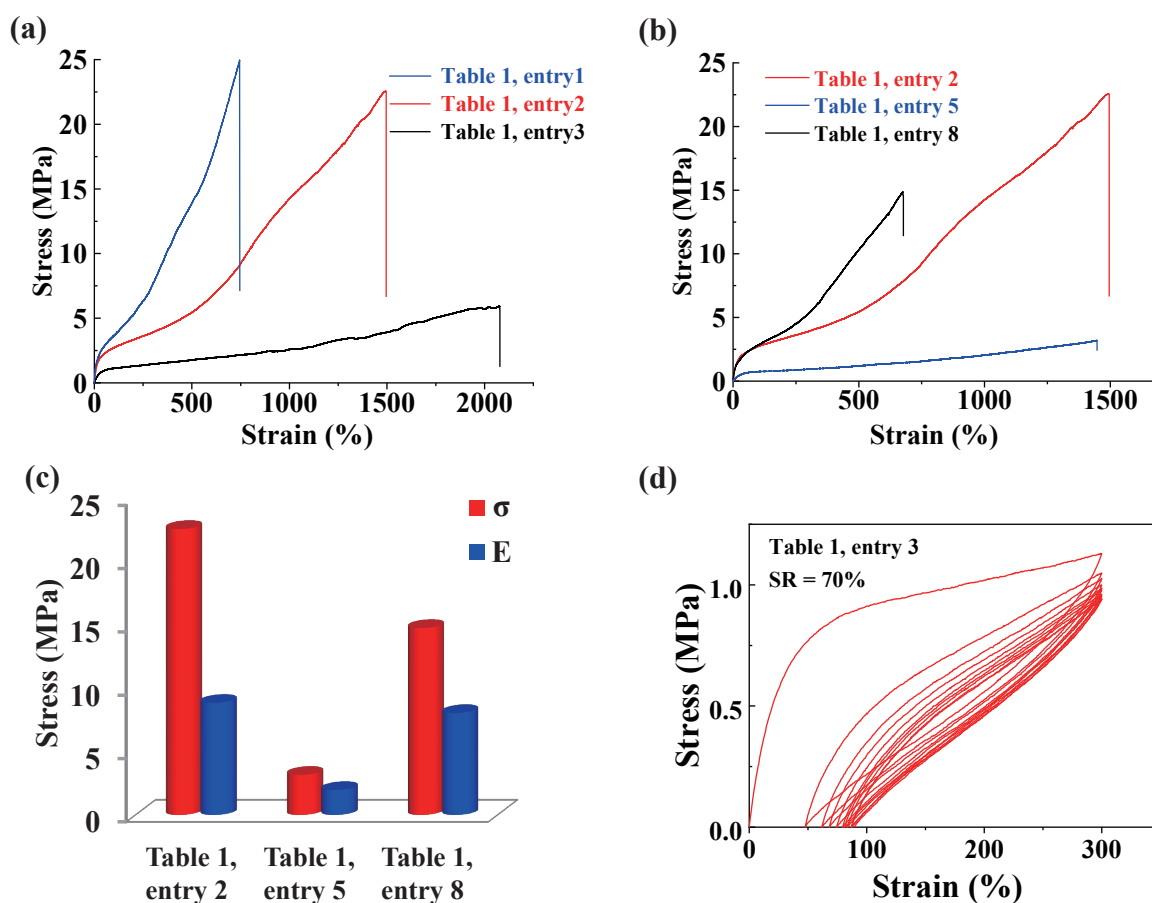 (a)
25
20
15
10
5
0
Stress (MPa)
Table 1, entry1
Table 1, entry2
Table 1, entry3
0 500 1000 1500 2000
Strain (%)
(b)
25
20
15
10
5
0
Stress (MPa)
Table 1, entry 2
Table 1, entry 5
Table 1, entry 8
0 500 1000 1500
Strain (%)
(c)
25
20
15
10
5
0
Stress (MPa)
σ
E
Table 1, Table 1, Table 1,
entry 2 entry 5 entry 8
(d)
Table 1, entry 3
SR = 70%
1.0
0.5
0.0
Stress (MPa)
0 100 200 300
Strain (%)